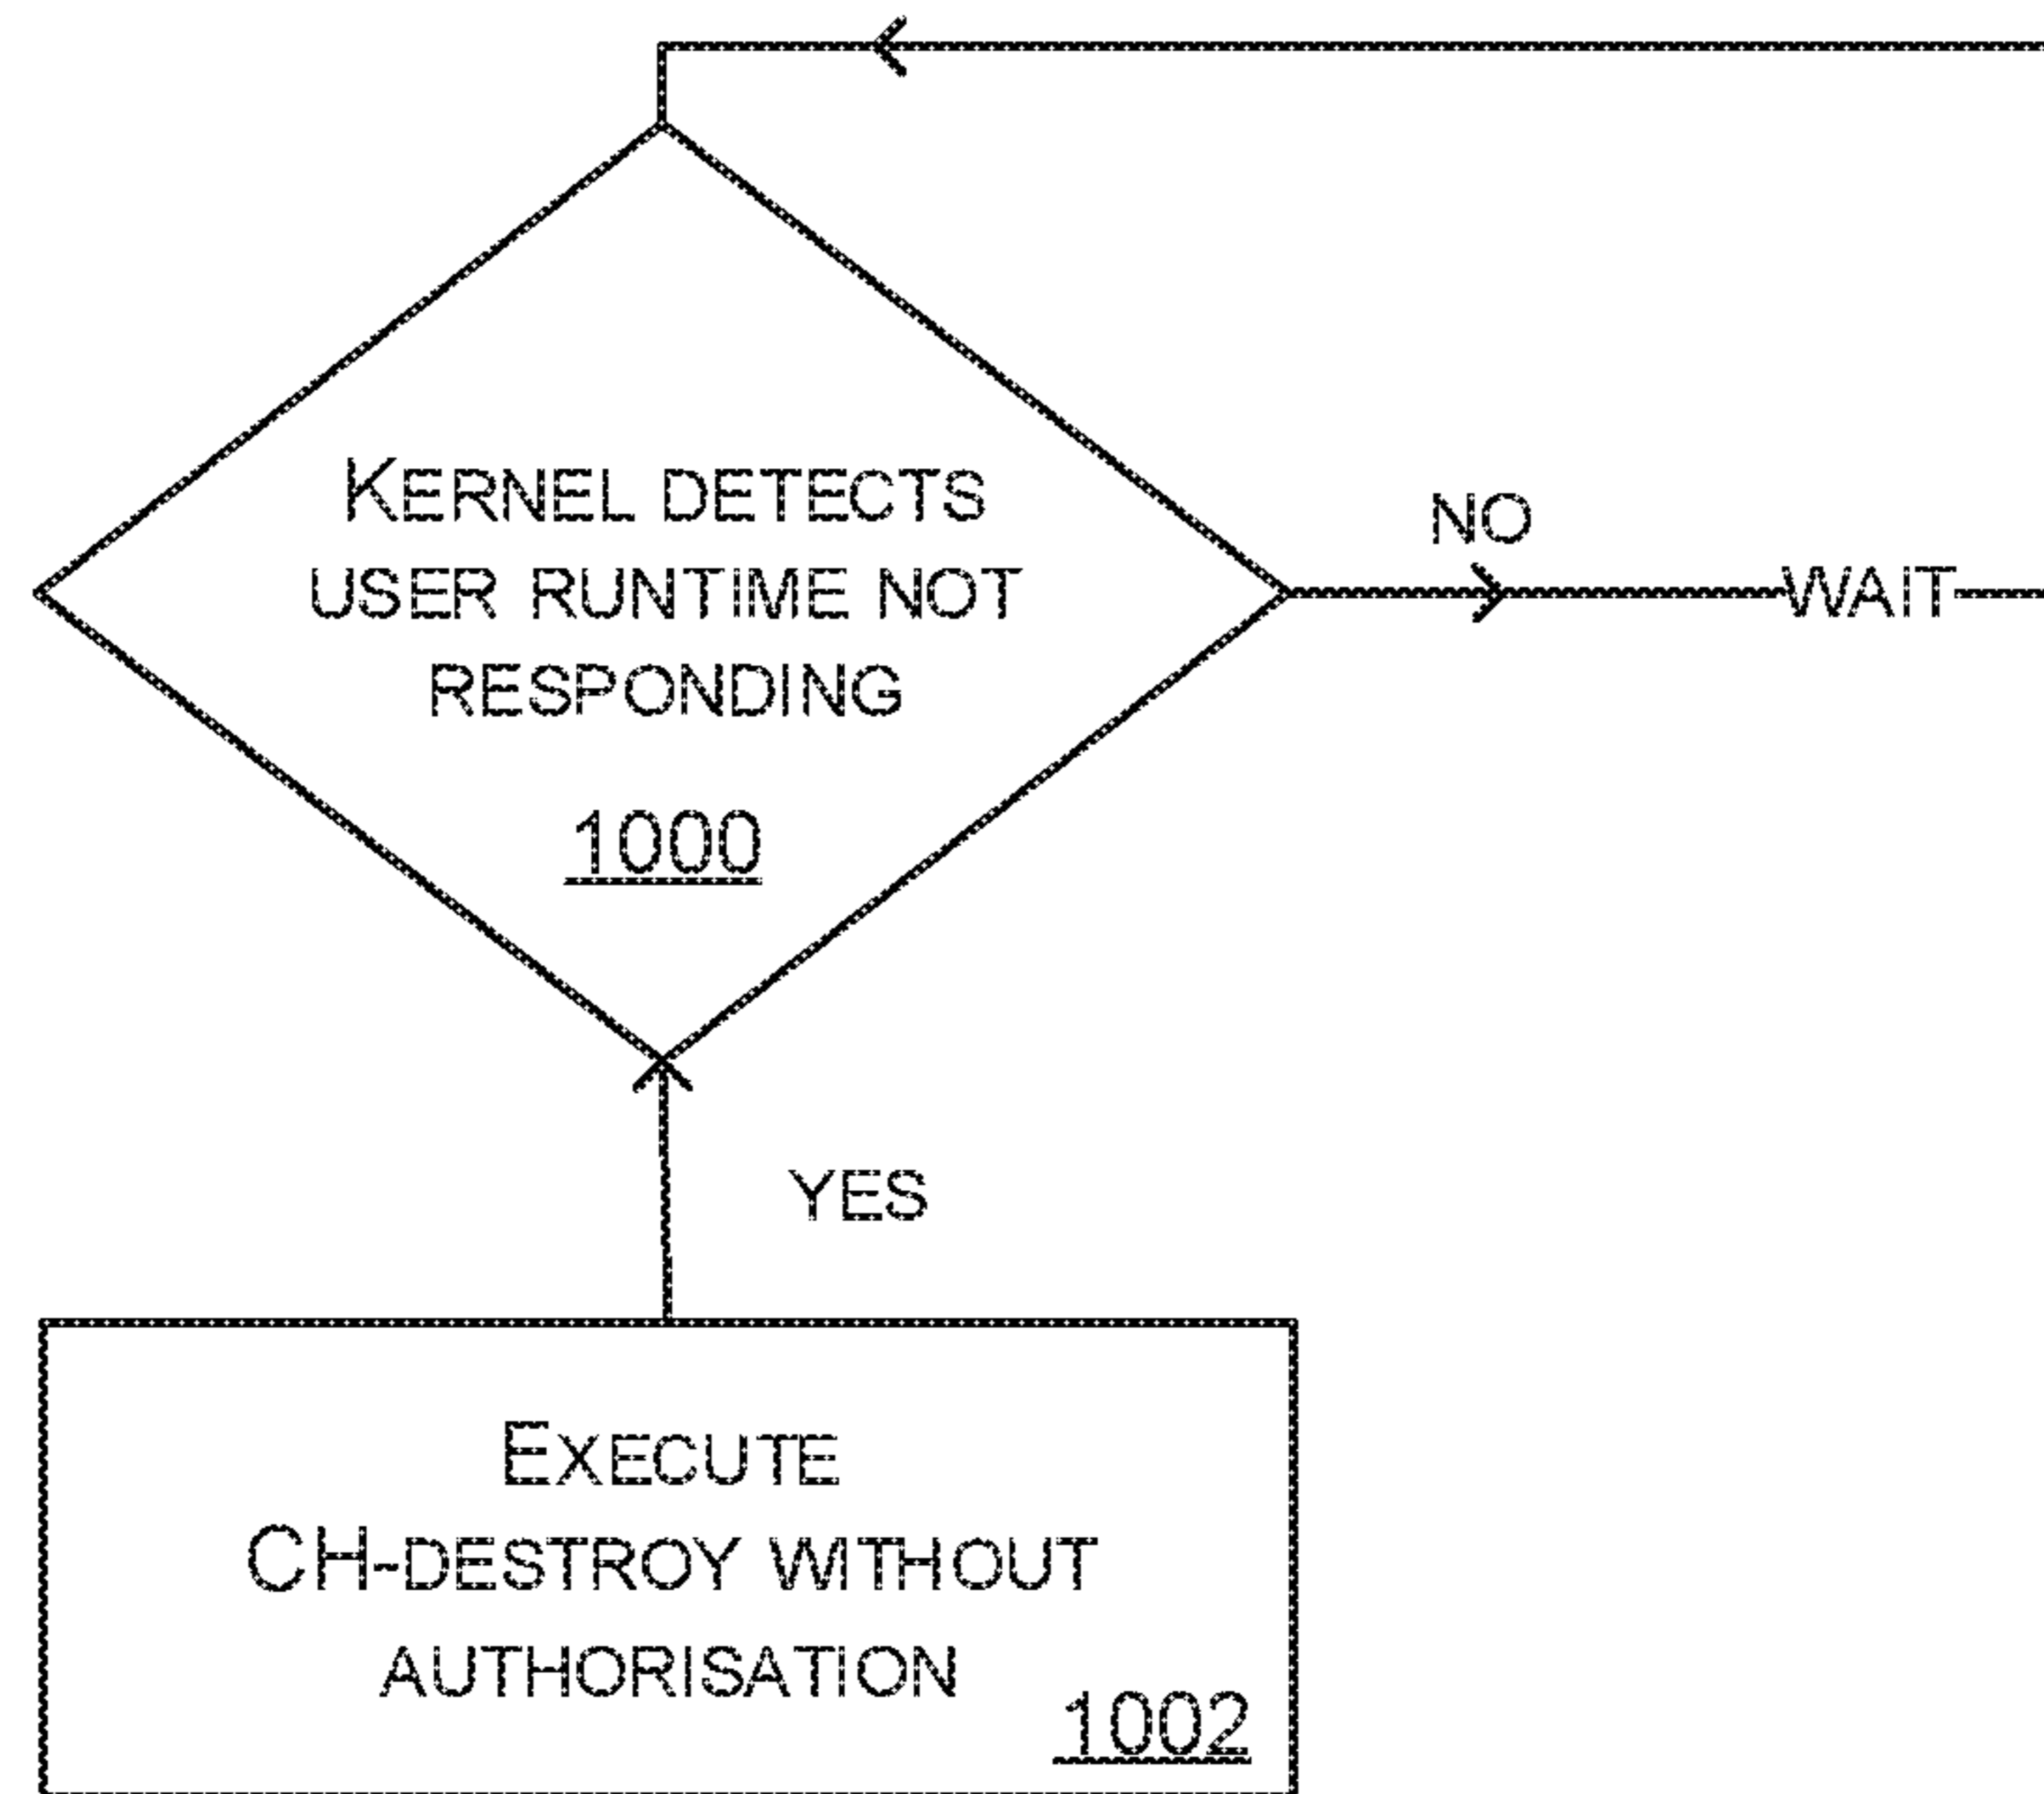 KERNEL DETECTS
USER RUNTIME NOT
RESPONDING
1000
NO
WAIT
YES
EXECUTE
CH-DESTROY WITHOUT
AUTHORISATION
1002